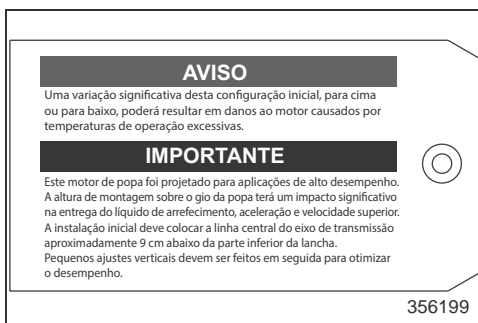 AVISO
Uma variação significativa desta configuração inicial, para cima
ou para baixo, poderá resultar em danos ao motor causados por
temperaturas de operação excessivas.
IMPORTANTE
Este motor de popa foi projetado para aplicações de alto desempenho.
A altura de montagem sobre o gio da popa terá um impacto significativo
na entrega do líquido de arrefecimento, aceleração e velocidade superior.
A instalação inicial deve colocar a linha central do eixo de transmissão
aproximadamente 9 cm abaixo da parte inferior da lancha.
Pequenos ajustes verticais devem ser feitos em seguida para otimizar
o desempenho.
356199